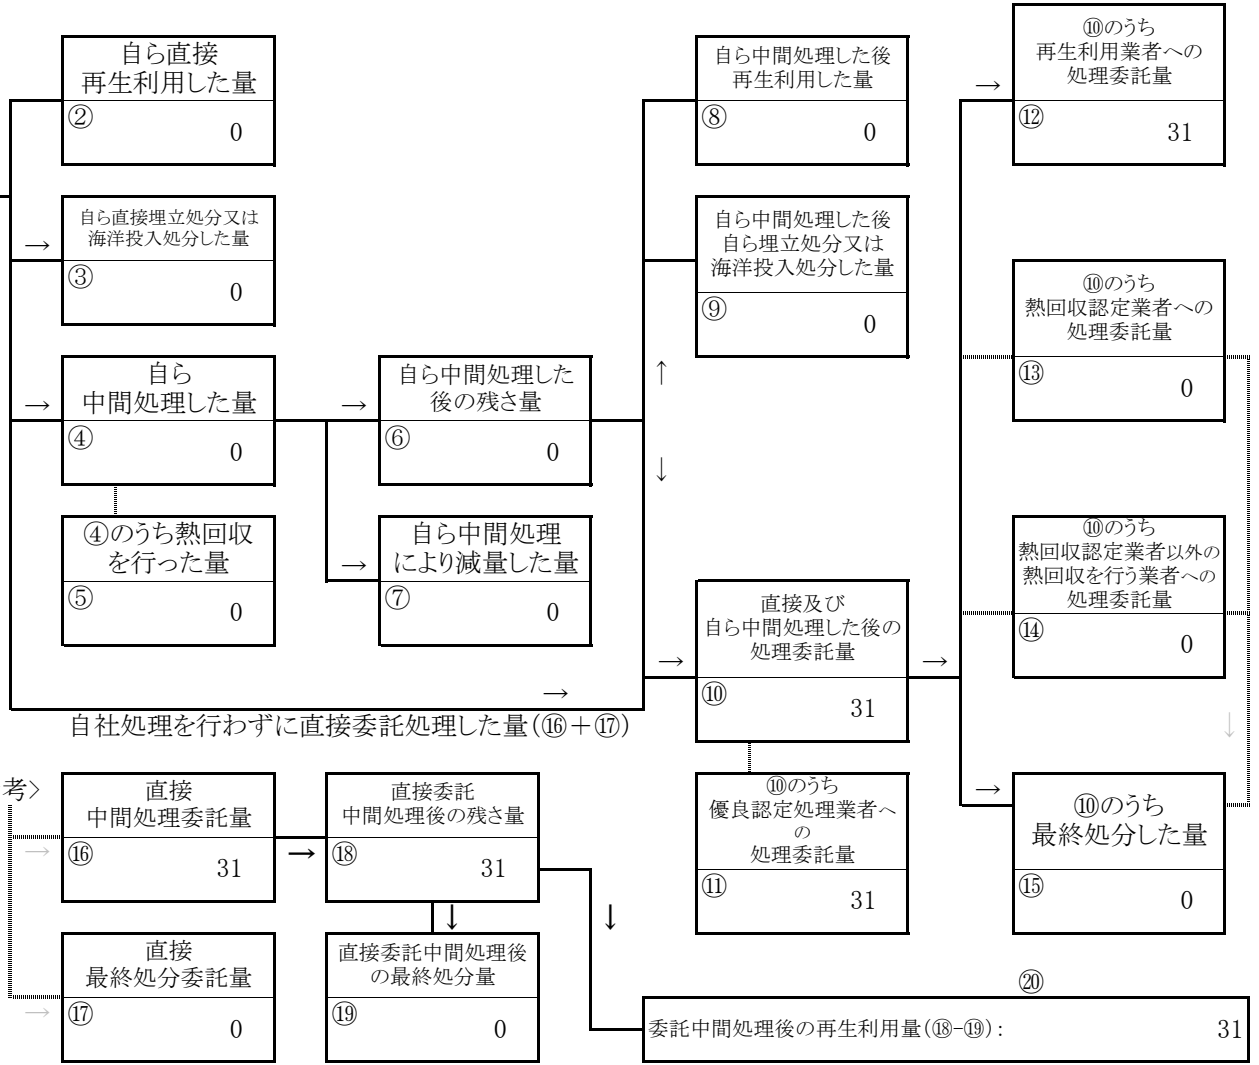 自ら直接
再生利用した量
②
0
自ら直接埋立処分又は
海洋投入処分した量
→
③
0
自ら
中間処理した量
→
④
0
④のうち熱回収
を行った量
⑤
0
→
自ら中間処理した
後の残さ量
⑥
0
→
自ら中間処理
により減量した量
⑦
0
自ら中間処理した後
再生利用した量
⑧
0
自ら中間処理した後
自ら埋立処分又は
海洋投入処分した量
⑨
0
↑
↓
→
自社処理を行わずに直接委託処理した量(⑯+⑰)
→
直接及び
自ら中間処理した後の
処理委託量
⑩
31
→
⑩のうち
優良認定処理業者へ
の
処理委託量
⑪
31
→
⑩のうち
再生利用業者への
処理委託量
⑫
31
⑩のうち
熱回収認定業者への
処理委託量
⑬
0
⑩のうち
熱回収認定業者以外の
熱回収を行う業者への
処理委託量
⑭
0
↓
→
⑩のうち
最終処分した量
⑮
0
考>
→
直接
中間処理委託量
⑯
31
→
直接委託
中間処理後の残さ量
⑱
31
↓
↓
→
直接
最終処分委託量
⑰
0
直接委託中間処理後
の最終処分量
⑲
0
⑳
委託中間処理後の再生利用量(⑱-⑲): 31